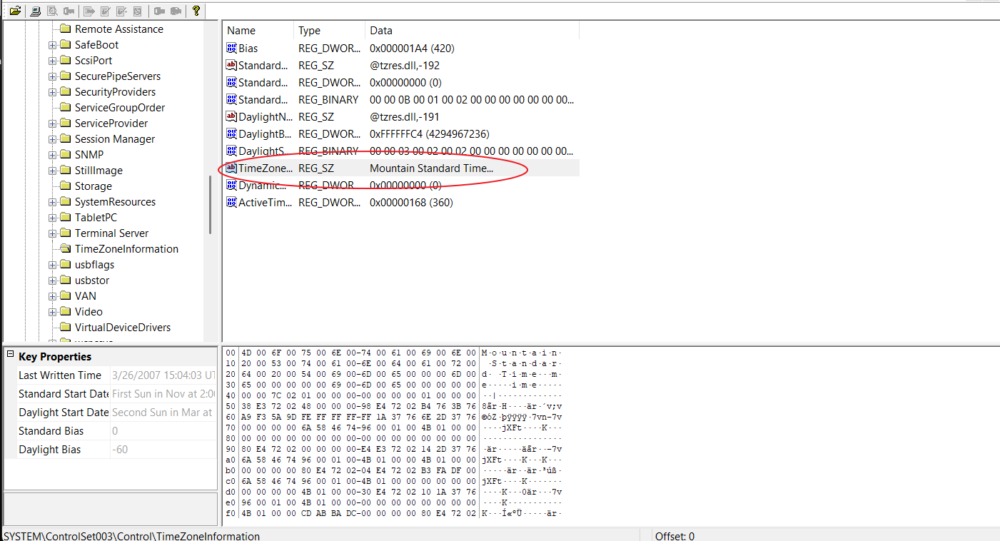 Remote Assistance
SafeBoot
ScsiPort
SecurePipeServers
SecurityProviders
ServiceGroupOrder
ServiceProvider
Session Manager
SNMP
StillImage
Storage
SystemResources
TabletPC
Terminal Server
TimeZoneInformation
usbflags
usbstor
VAN
Video
VirtualDeviceDrivers
Name Type Data
Bias REG_DWOR... 0x000001A4 (420)
Standard... REG_SZ @tzres.dll,-192
Standard... REG_DWOR... 0x00000000 (0)
Standard... REG_BINARY 00 00 0B 00 01 00 02 00 00 00 00 00 00 00...
DaylightN... REG_SZ @tzres.dll,-191
DaylightB... REG_DWOR... 0xFFFFFFC4 (4294967236)
DaylightS... REG_BINARY 00 00 03 00 02 00 02 00 00 00 00 00 00 00...
TimeZone... REG_SZ Mountain Standard Time...
Dynamic... REG_DWOR... 0x00000000 (0)
ActiveTim... REG_DWOR... 0x00000168 (360)
Key Properties
Last Written Time 3/26/2007 15:04:03 UT
Standard Start Date First Sun in Nov at 2:00
Daylight Start Date Second Sun in Mar at
Standard Bias 0
Daylight Bias -60
00 4D 00 6F 00 75 00 6E 00-74 00 61 00 69 00 6E 00 M·o·u·n·t·a·i·n·
10 20 00 53 00 74 00 61 00-6E 00 64 00 61 00 72 00  ·S·t·a·n·d·a·r·
20 64 00 20 00 54 00 69 00-6D 00 65 00 00 00 6D 00 d· ·T·i·m·e···m·
30 65 00 00 00 00 00 69 00-6D 00 65 00 00 00 00 00 e·····i·m·e·····
40 00 00 7C 02 01 00 00 00-00 00 00 00 01 00 00 00 ··|·············
50 38 E3 72 02 48 00 00 00-98 E4 72 02 B4 76 3B 76 8ãr·H····är·´v;v
60 A9 F3 5A 9D FE FF FF FF-FF 1A 37 76 6E 2D 37 76 ©óZ·þÿÿÿÿ·7vn-7v
70 00 00 00 00 6A 58 46 74-96 00 01 00 4B 01 00 00 ····jXFt····K···
80 00 00 00 00 00 00 00 00-00 00 00 00 00 00 00 00 ················
90 80 E4 72 02 00 00 00 00-E4 E3 72 02 14 2D 37 76 ·är·····äãr··-7v
a0 6A 58 46 74 96 00 01 00-4B 01 00 00 4B 01 00 00 jXFt····K···K···
b0 00 00 00 00 80 E4 72 02-04 E4 72 02 B3 FA DF 00 ·····är··är·³úß·
c0 6A 58 46 74 96 00 01 00-4B 01 00 00 00 00 00 00 jXFt····K·······
d0 00 00 00 00 4B 01 00 00-30 E4 72 02 10 1A 37 76 ····K···0är···7v
e0 96 00 01 00 4B 01 00 00-00 00 00 00 00 00 00 00 ····K···········
f0 4B 01 00 00 CD AB BA DC-00 00 00 00 80 E4 72 02 K···Í«ºÜ·····är·
SYSTEM\ControlSet003\Control\TimeZoneInformation Offset: 0